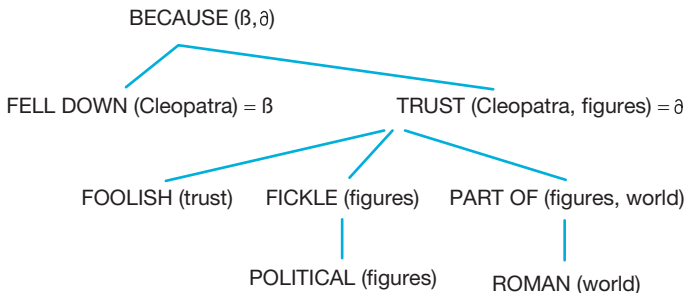 BECAUSE (ß, ∂)
FELL DOWN (Cleopatra) = ß
TRUST (Cleopatra, figures) = ∂
FOOLISH (trust)
FICKLE (figures)
PART OF (figures, world)
POLITICAL (figures)
ROMAN (world)